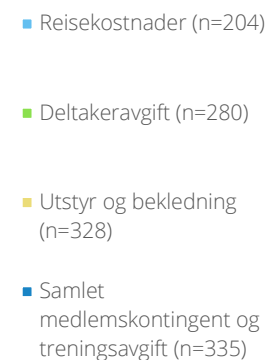 Reisekostnader (n=204)
Deltakeravgift (n=280)
Utstyr og bekledning
(n=328)
Samlet
medlemskontingent og
treningsavgift (n=335)